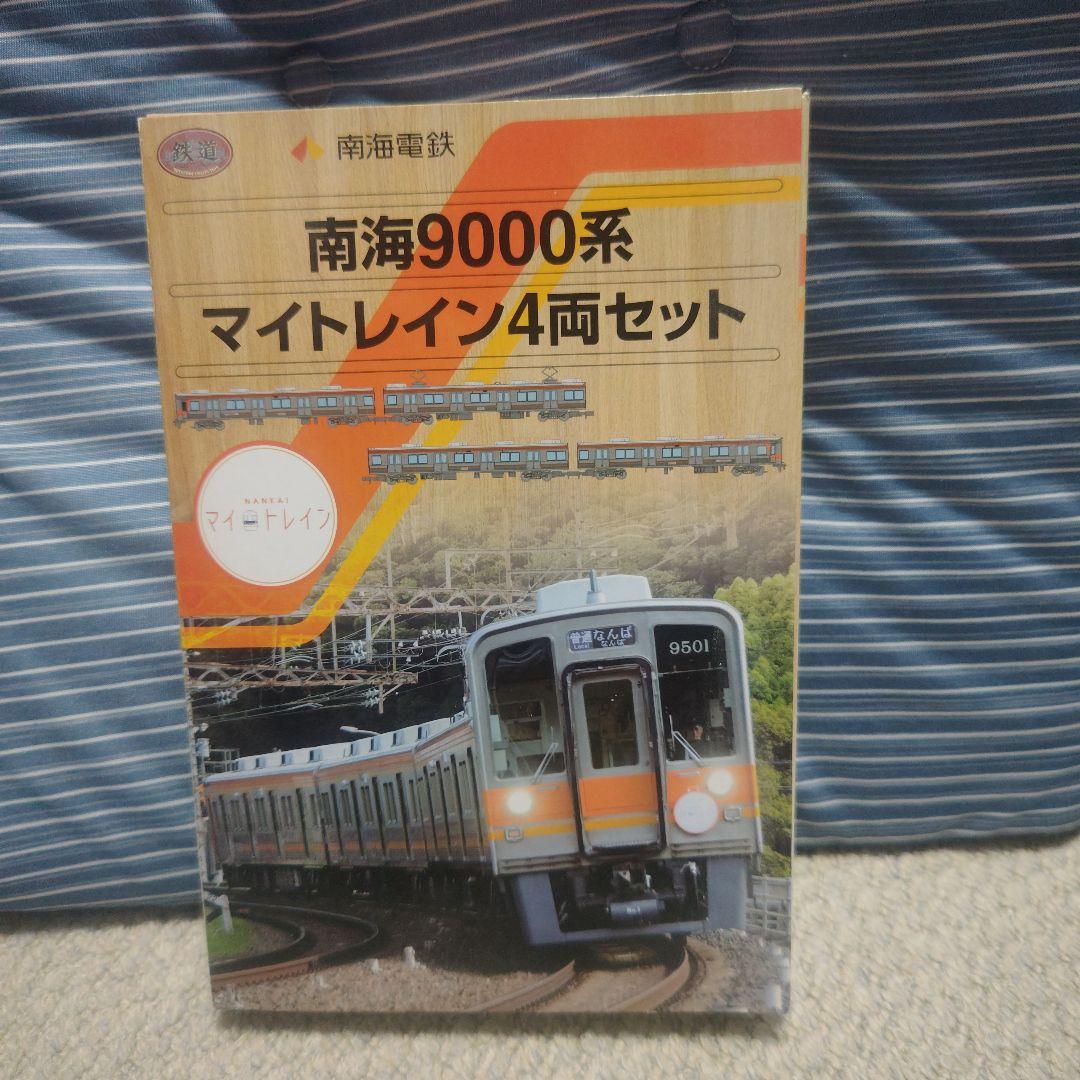 鉄道
南海電鉄
南海9000系
マイトレイン4両セット
NANKAI
マイトレイン
普通 なんば
Local なんば
9501